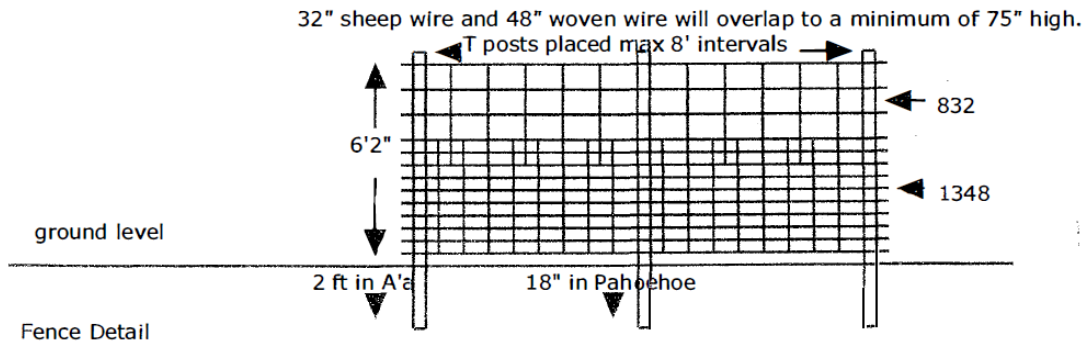 32" sheep wire and 48" woven wire will overlap to a minimum of 75" high.
T posts placed max 8' intervals
832
6'2"
1348
ground level
2 ft in A'a
18" in Pahoehoe
Fence Detail